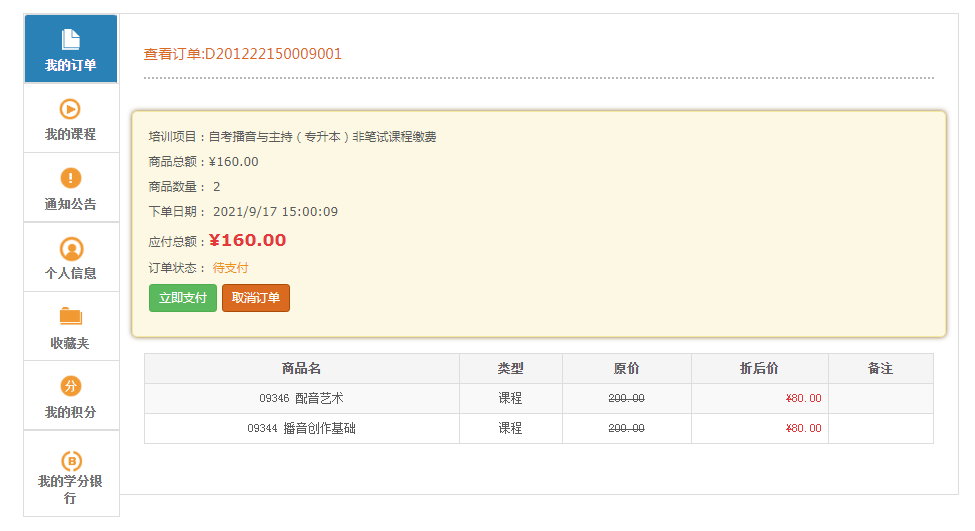 我的订单
我的课程
通知公告
个人信息
收藏夹
分
我的积分
B
我的学分银
行
查看订单:D201222150009001
培训项目：自考播音与主持（专升本）非笔试课程缴费
商品总额：¥160.00
商品数量： 2
下单日期： 2021/9/17 15:00:09
应付总额：¥160.00
订单状态： 待支付
立即支付 取消订单
商品名 类型 原价 折后价 备注
09346 配音艺术 课程 200.00 ¥80.00
09344 播音创作基础 课程 200.00 ¥80.00